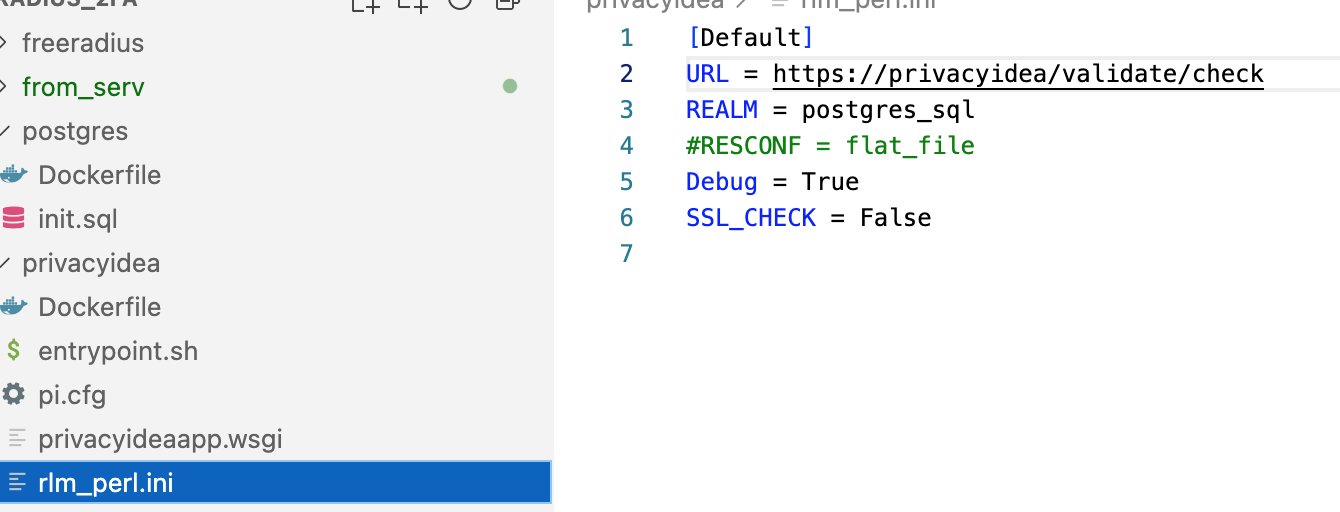 RADIUS_2FA
privacyidea > rlm_perl.ini
freeradius
from_serv
postgres
Dockerfile
init.sql
privacyidea
Dockerfile
entrypoint.sh
pi.cfg
privacyideaapp.wsgi
rlm_perl.ini
1 [Default]
2 URL = https://privacyidea/validate/check
3 REALM = postgres_sql
4 #RESCONF = flat_file
5 Debug = True
6 SSL_CHECK = False
7